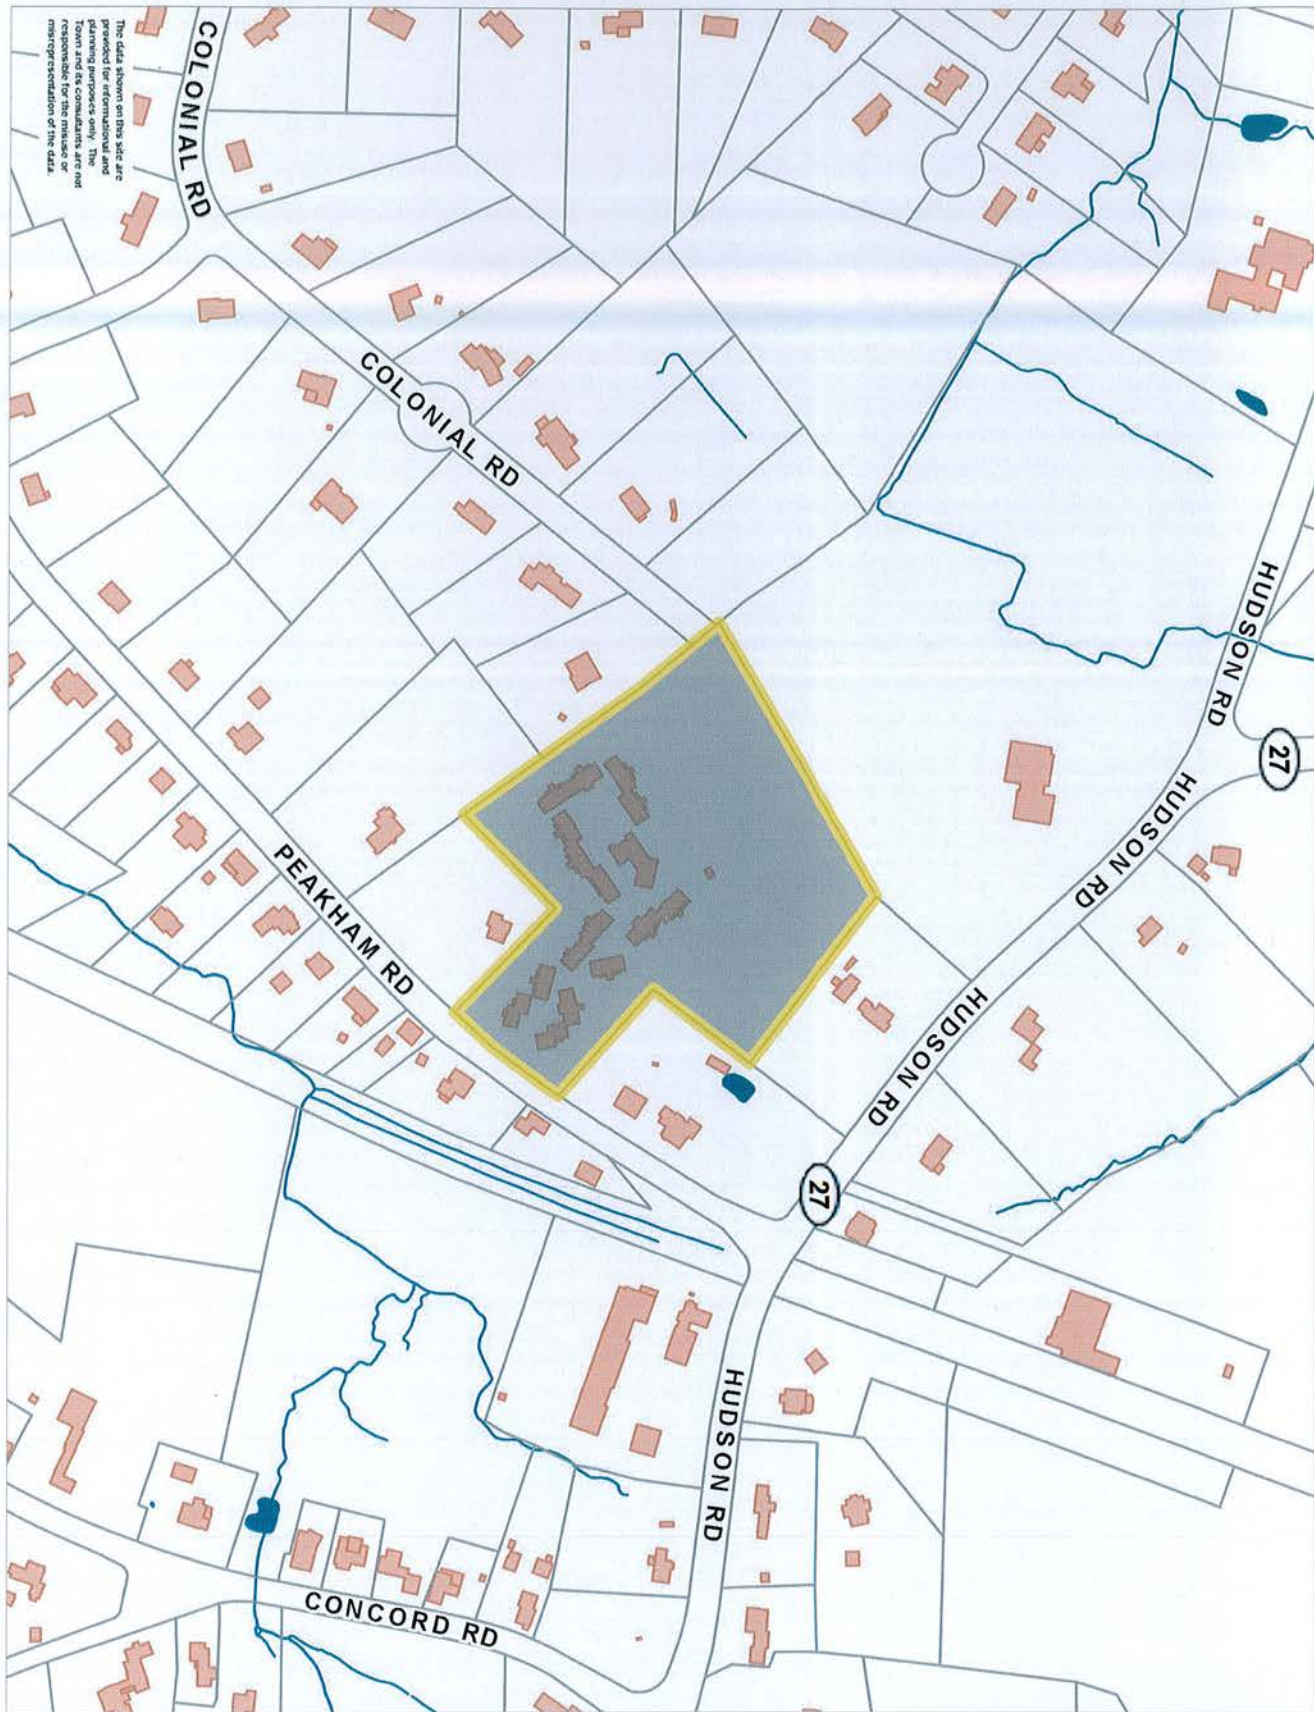 COLONIAL RD
The data shown on this site are
provided for informational and
planning purposes only. The
Town and its consultants are not
responsible for the misuse or
misrepresentation of the data.
COLONIAL RD
HUDSON RD
27
HUDSON RD
HUDSON RD
HUDSON RD
27
PEAKHAM RD
HUDSON RD
CONCORD RD